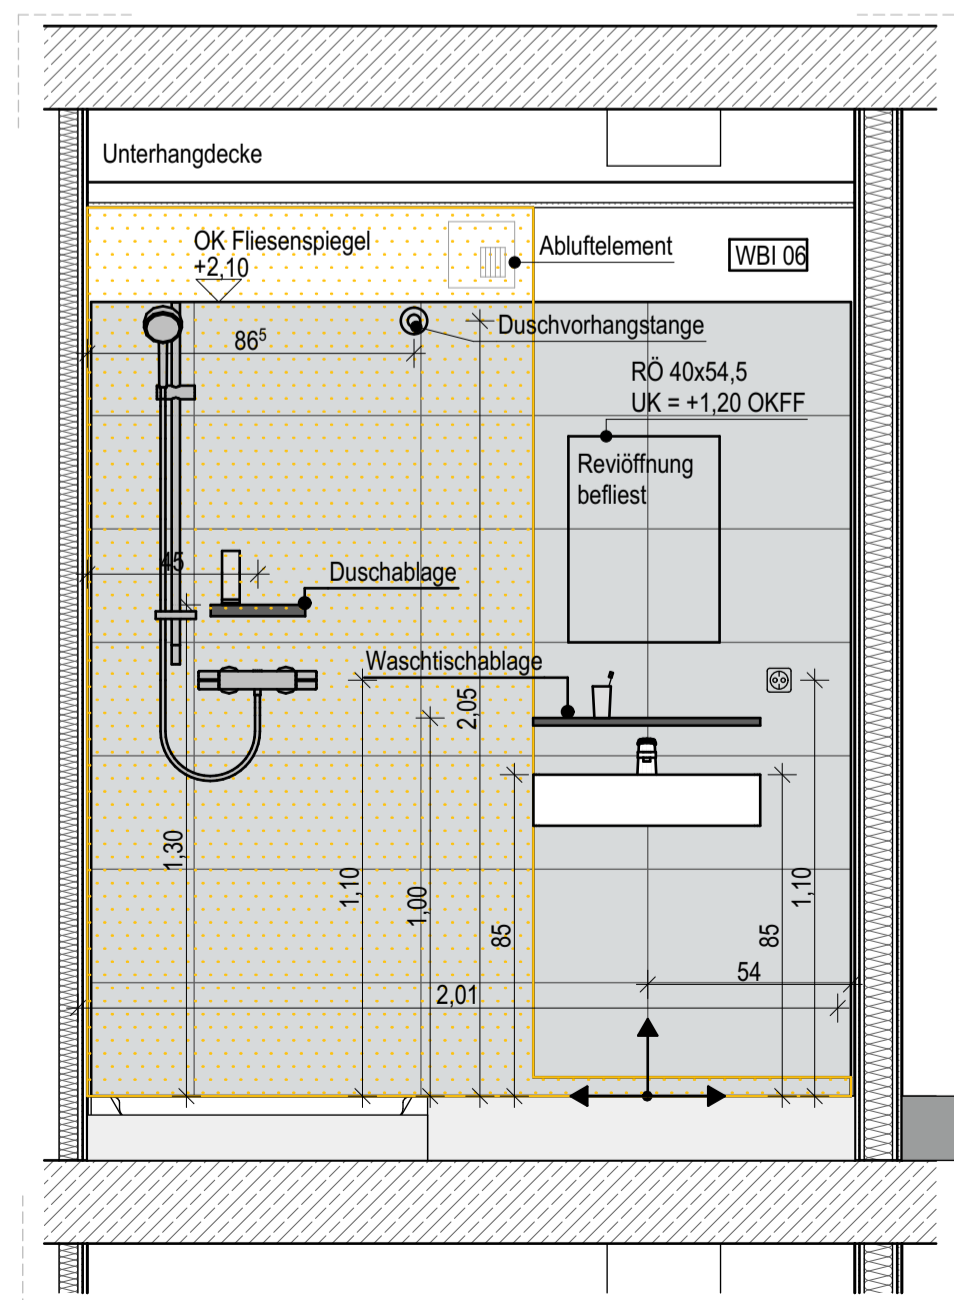 Unterhangdecke
OK Fliesenspiegel
+2,10
Abluftelement
WBI 06
Duschvorhangstange
86⁵
RÖ 40x54,5
UK = +1,20 OKFF
Reviöffnung
befliest
45
Duschablage
Waschtischablage
2,05
1,30
1,10
1,00
85
85
1,10
54
2,01